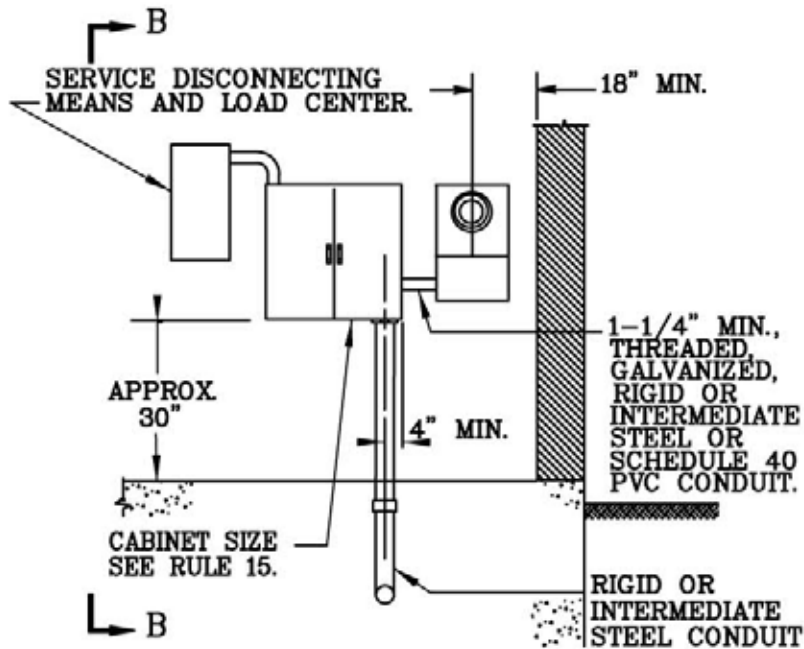 B
SERVICE DISCONNECTING
MEANS AND LOAD CENTER.
18" MIN.
1-1/4" MIN.,
THREADED,
GALVANIZED,
RIGID OR
INTERMEDIATE
STEEL OR
SCHEDULE 40
PVC CONDUIT.
APPROX.
30"
4" MIN.
CABINET SIZE
SEE RULE 15.
B
RIGID OR
INTERMEDIATE
STEEL CONDUIT